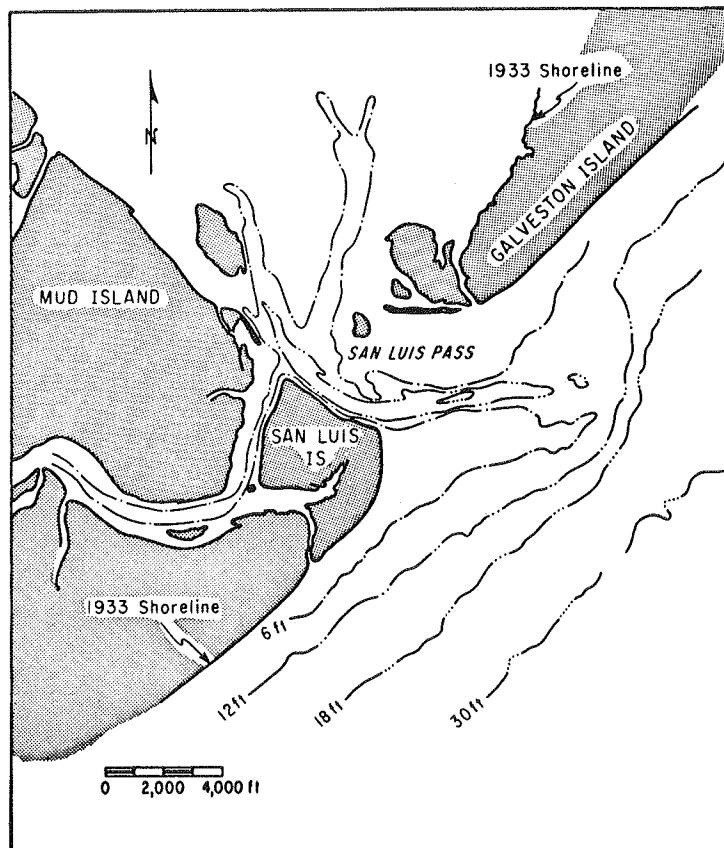 1933 Shoreline
N
GALVESTON ISLAND
MUD ISLAND
SAN LUIS PASS
SAN LUIS
IS
1933 Shoreline
6 ft
12 ft
18 ft
30 ft
0 2,000 4,000 ft